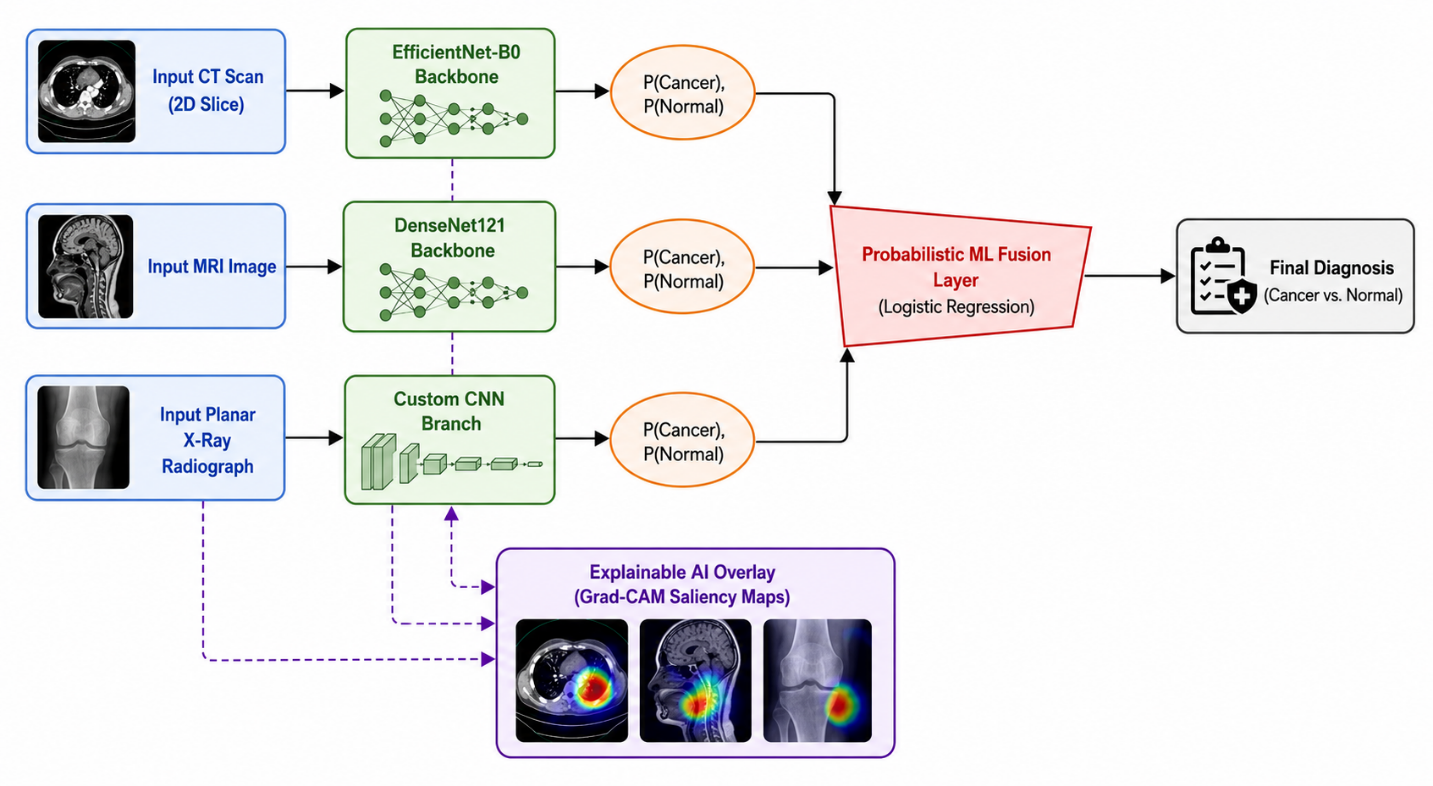 Input CT Scan
(2D Slice)
EfficientNet-B0
Backbone
P(Cancer),
P(Normal)
Input MRI Image
DenseNet121
Backbone
P(Cancer),
P(Normal)
Probabilistic ML Fusion
Layer
(Logistic Regression)
Final Diagnosis
(Cancer vs. Normal)
Input Planar
X-Ray
Radiograph
Custom CNN
Branch
P(Cancer),
P(Normal)
Explainable AI Overlay
(Grad-CAM Saliency Maps)